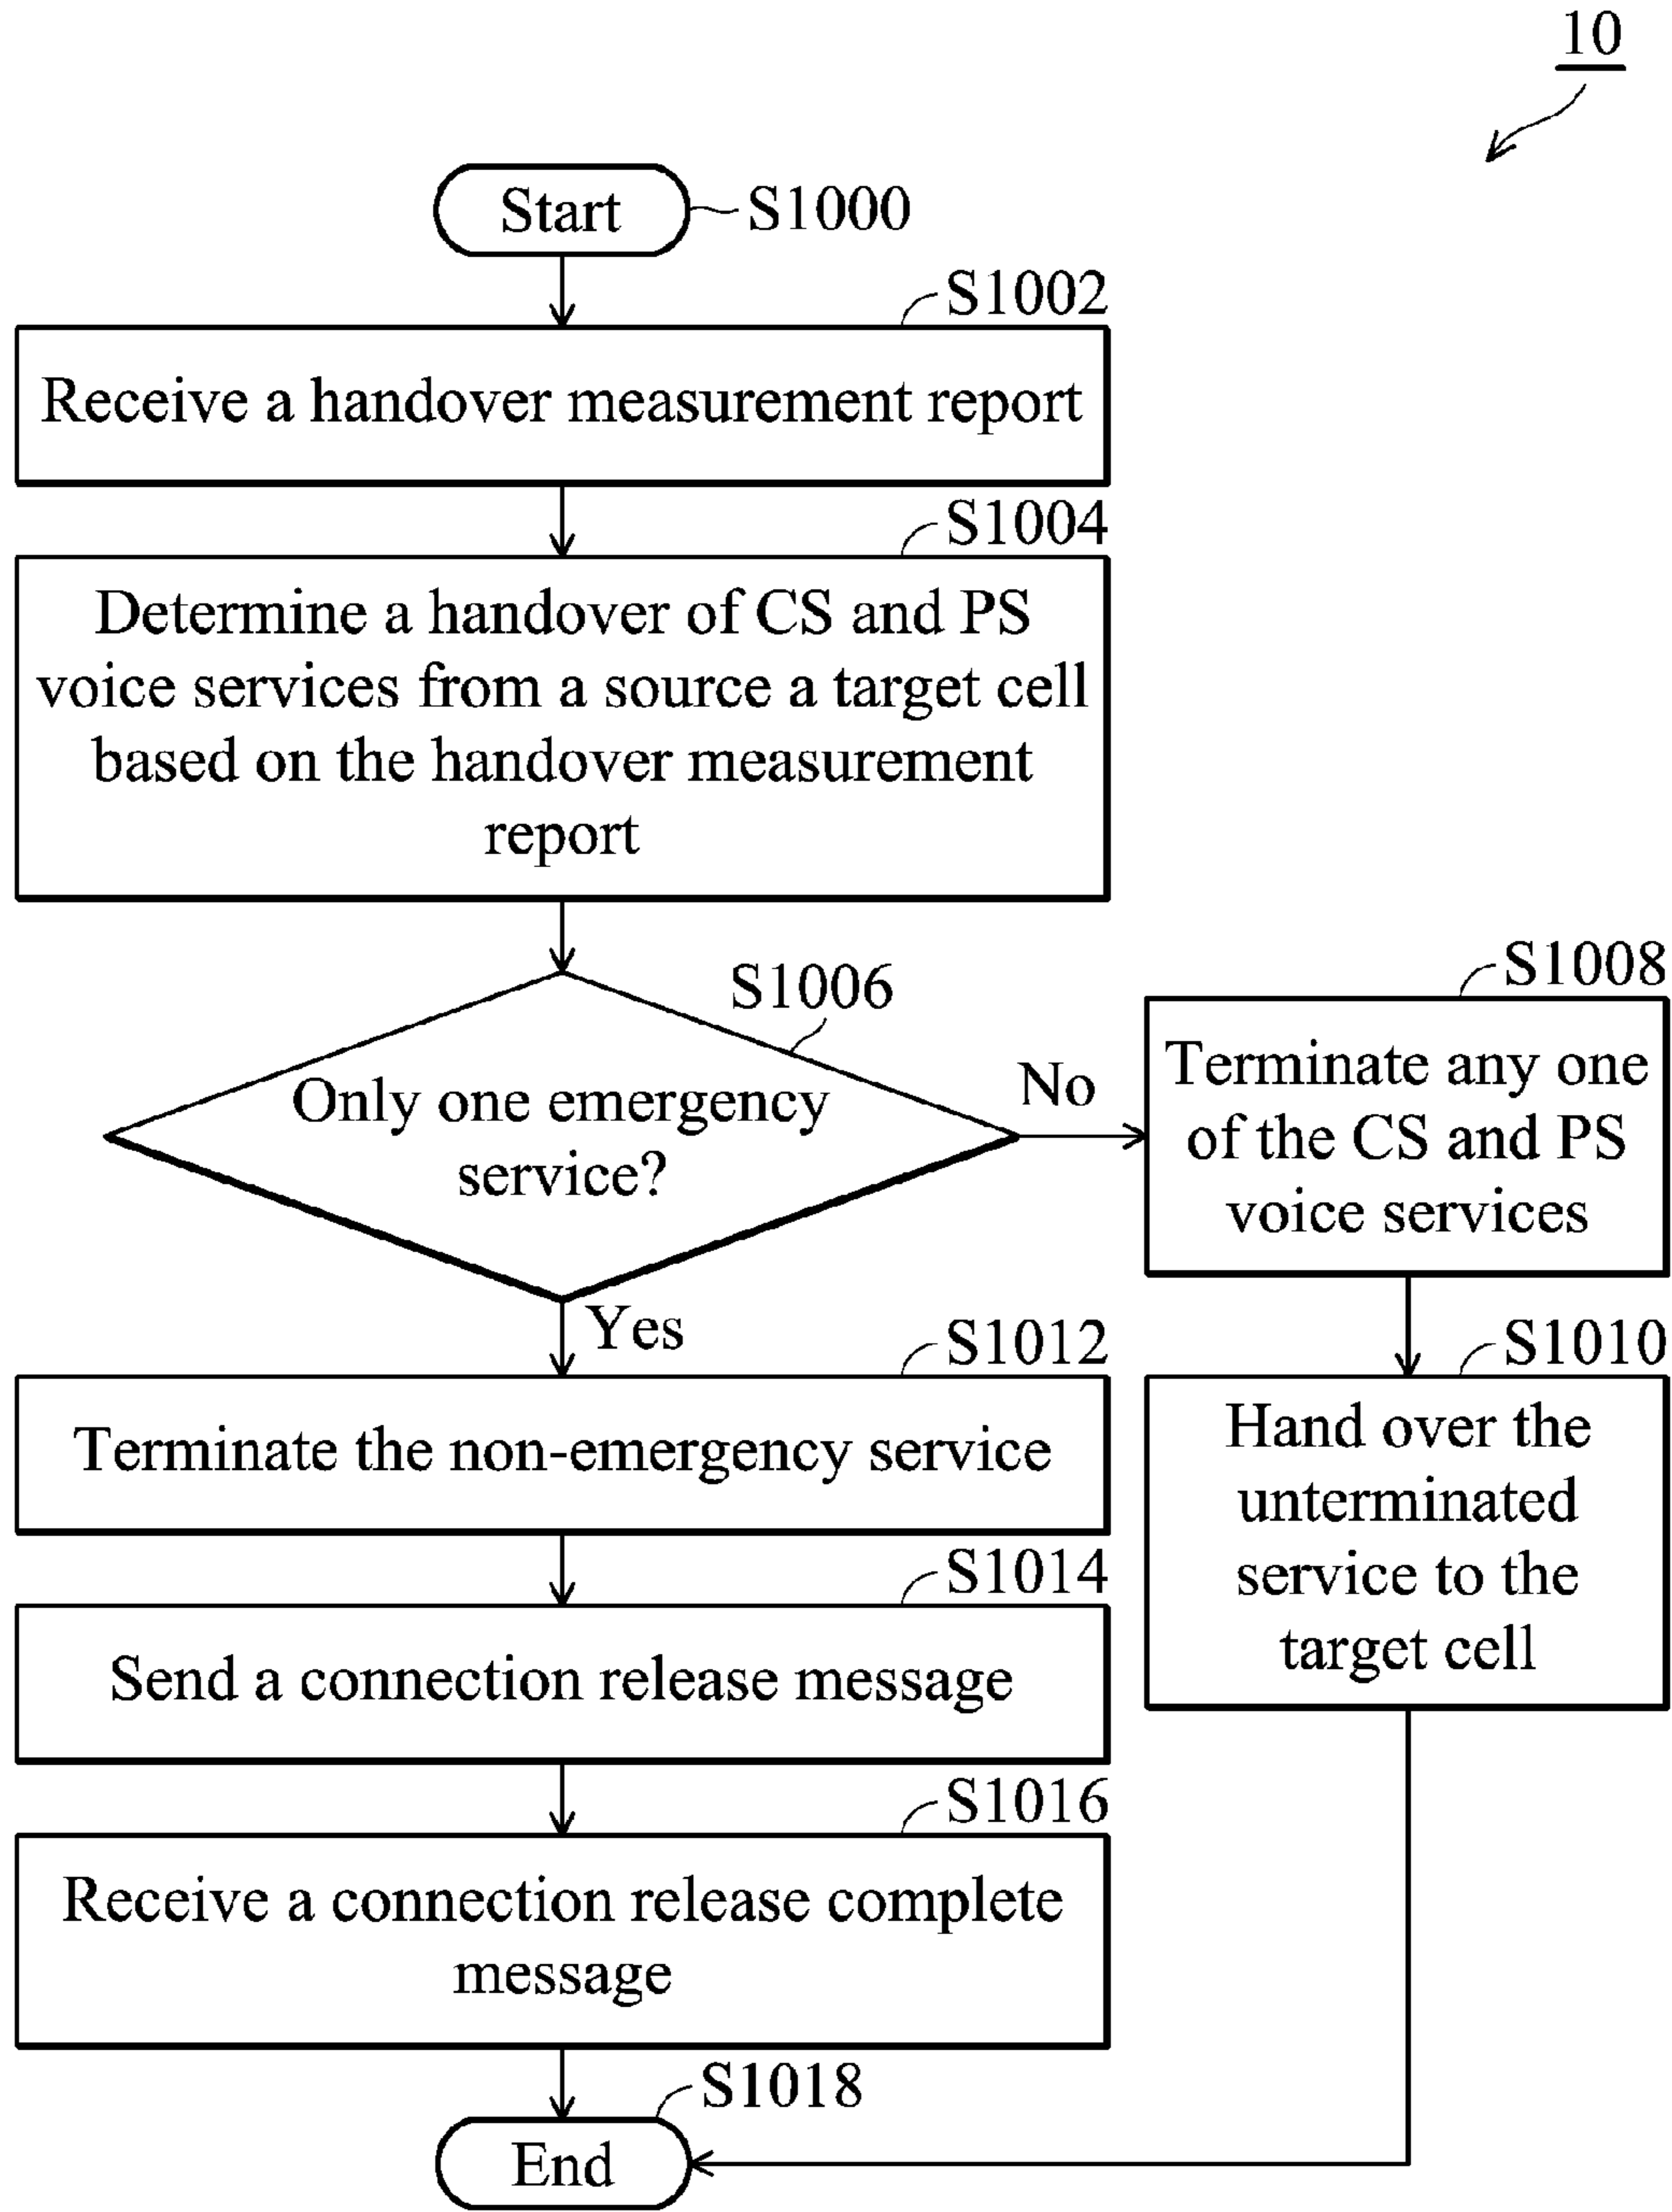 10
Start
S1000
S1002
Receive a handover measurement report
S1004
Determine a handover of CS and PS
voice services from a source a target cell
based on the handover measurement
report
S1006
Only one emergency
service?
No
S1008
Terminate any one
of the CS and PS
voice services
S1010
Hand over the
unterminated
service to the
target cell
Yes
S1012
Terminate the non-emergency service
S1014
Send a connection release message
S1016
Receive a connection release complete
message
S1018
End